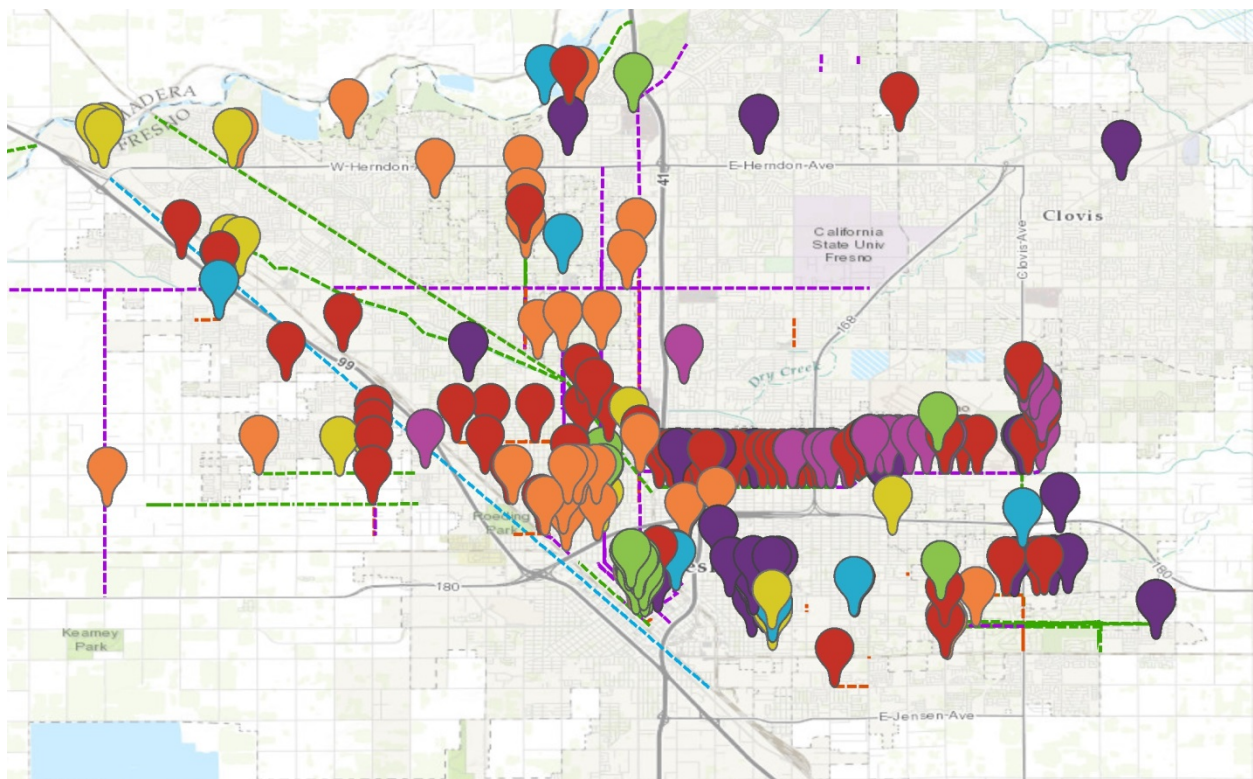 MADERA
FRESNO
W-Herndon-A
E-Herndon-Ave
41
Clovis
California
State Univ
Fresno
Clovis Ave
168
99
Dry Creek
Roeding
Park
180
180
Kearney
Park
E-Jensen-Ave